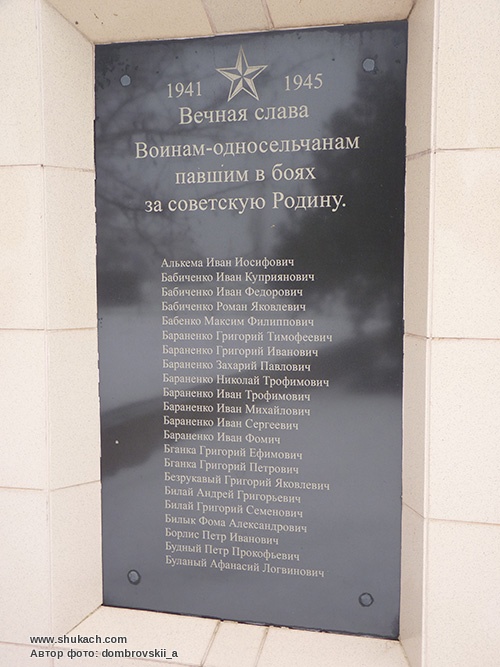 1941 1945
Вечная слава
Воинам-односельчанам
павшим в боях
за советскую Родину.
Алькема Иван Иосифович
Бабиченко Иван Куприянович
Бабиченко Иван Федорович
Бабиченко Роман Яковлевич
Бабенко Максим Филиппович
Бараненко Григорий Тимофеевич
Бараненко Григорий Иванович
Бараненко Захарий Павлович
Бараненко Николай Трофимович
Бараненко Иван Трофимович
Бараненко Иван Михайлович
Бараненко Иван Сергеевич
Бараненко Иван Фомич
Бганка Григорий Ефимович
Бганка Григорий Петрович
Безрукавый Григорий Яковлевич
Билай Андрей Григорьевич
Билай Григорий Семенович
Билык Фома Александрович
Борлис Петр Иванович
Будный Петр Прокофьевич
Буланый Афанасий Логвинович
www.shukach.com
Автор фото: dombrovskii_a